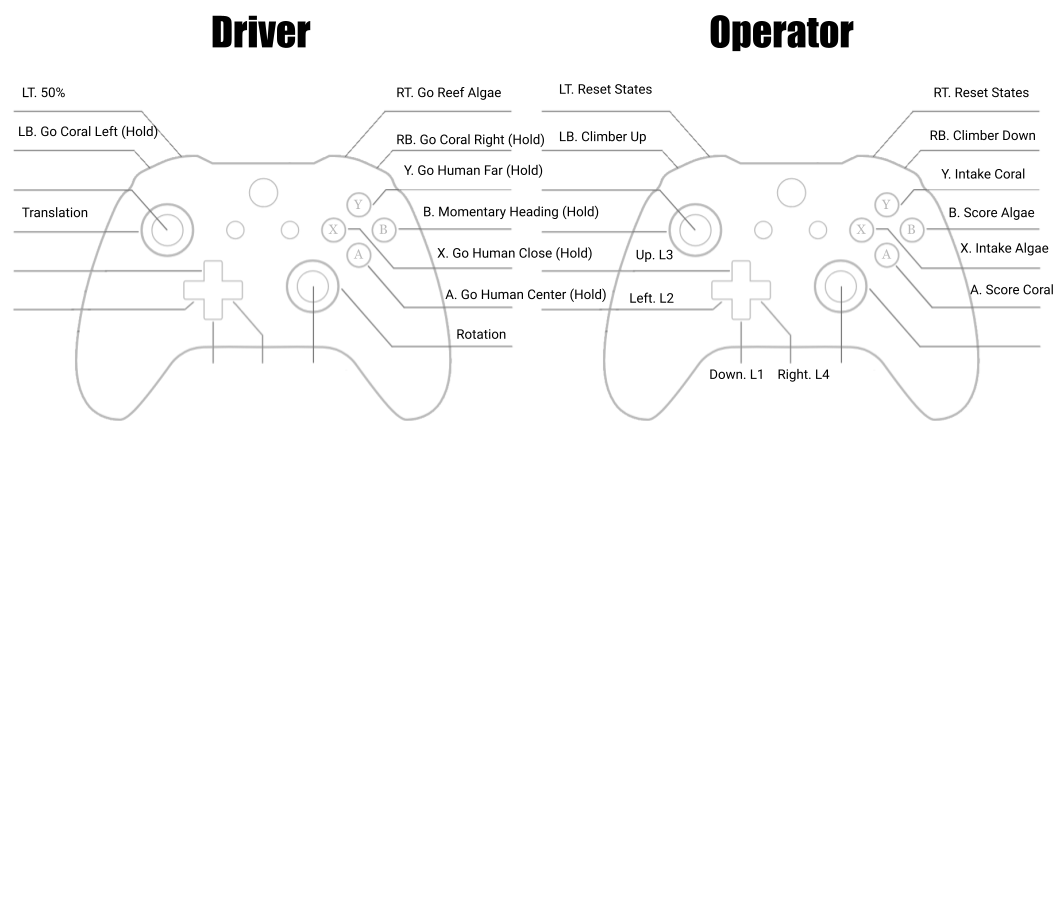 Driver
LT. 50%
RT. Go Reef Algae
LB. Go Coral Left (Hold)
RB. Go Coral Right (Hold)
Y. Go Human Far (Hold)
Translation
B. Momentary Heading (Hold)
X. Go Human Close (Hold)
A. Go Human Center (Hold)
Rotation
Y
X
B
A
Operator
LT. Reset States
RT. Reset States
LB. Climber Up
RB. Climber Down
Y. Intake Coral
B. Score Algae
X. Intake Algae
Up. L3
A. Score Coral
Left. L2
Down. L1
Right. L4
Y
X
B
A